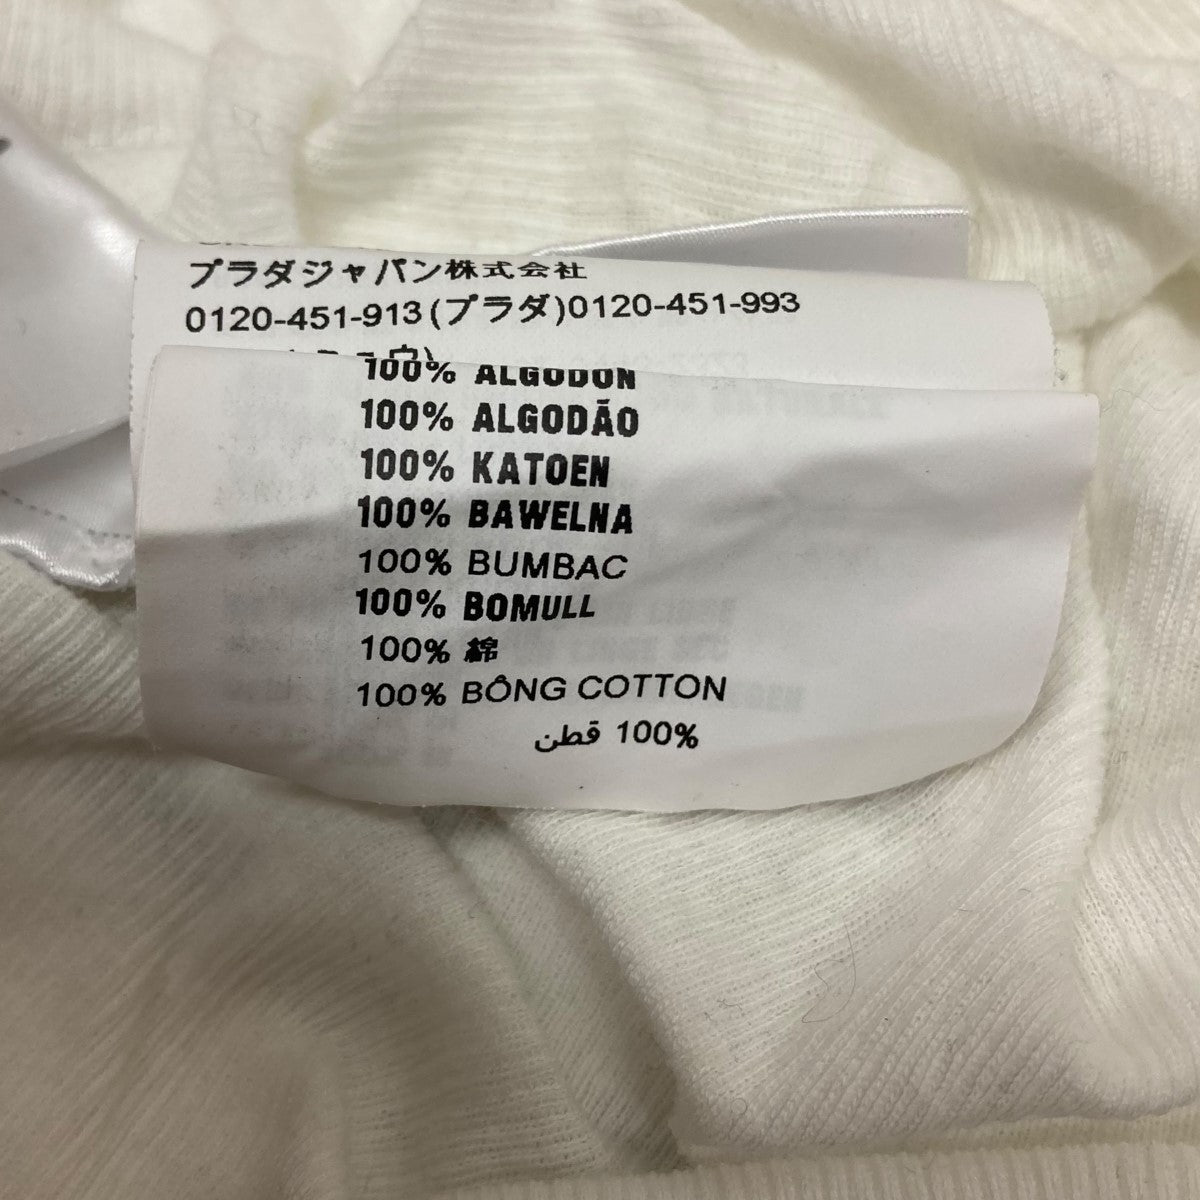 プラダジャパン株式会社
0120-451-913(プラダ)0120-451-993
100% ALGODON
100% ALGODÃO
100% KATOEN
100% BAWELNA
100% BUMBAC
100% BOMULL
100% 綿
100% BÔNG COTTON
100% قطن